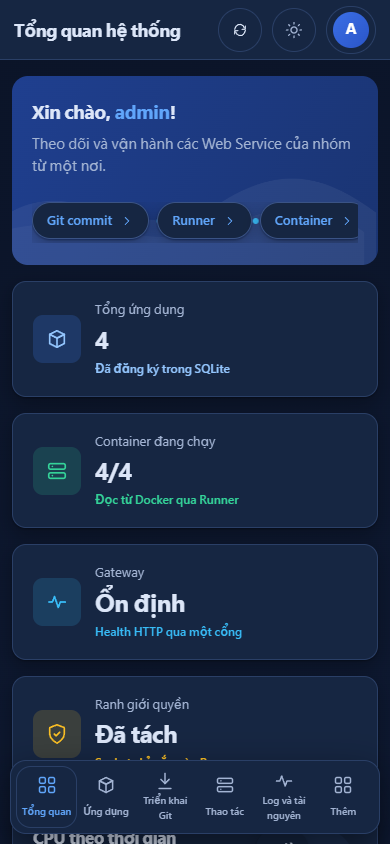 Tổng quan hệ thống
A
Xin chào, admin!
Theo dõi và vận hành các Web Service của nhóm
từ một nơi.
Git commit
Runner
Container
Tổng ứng dụng
4
Đã đăng ký trong SQLite
Container đang chạy
4/4
Đọc từ Docker qua Runner
Gateway
Ổn định
Health HTTP qua một cổng
Ranh giới quyền
Đã tách
Tổng quan
Ứng dụng
Triển khai
Git
Thao tác
Log và tài
nguyên
Thêm
CPU theo thời gian